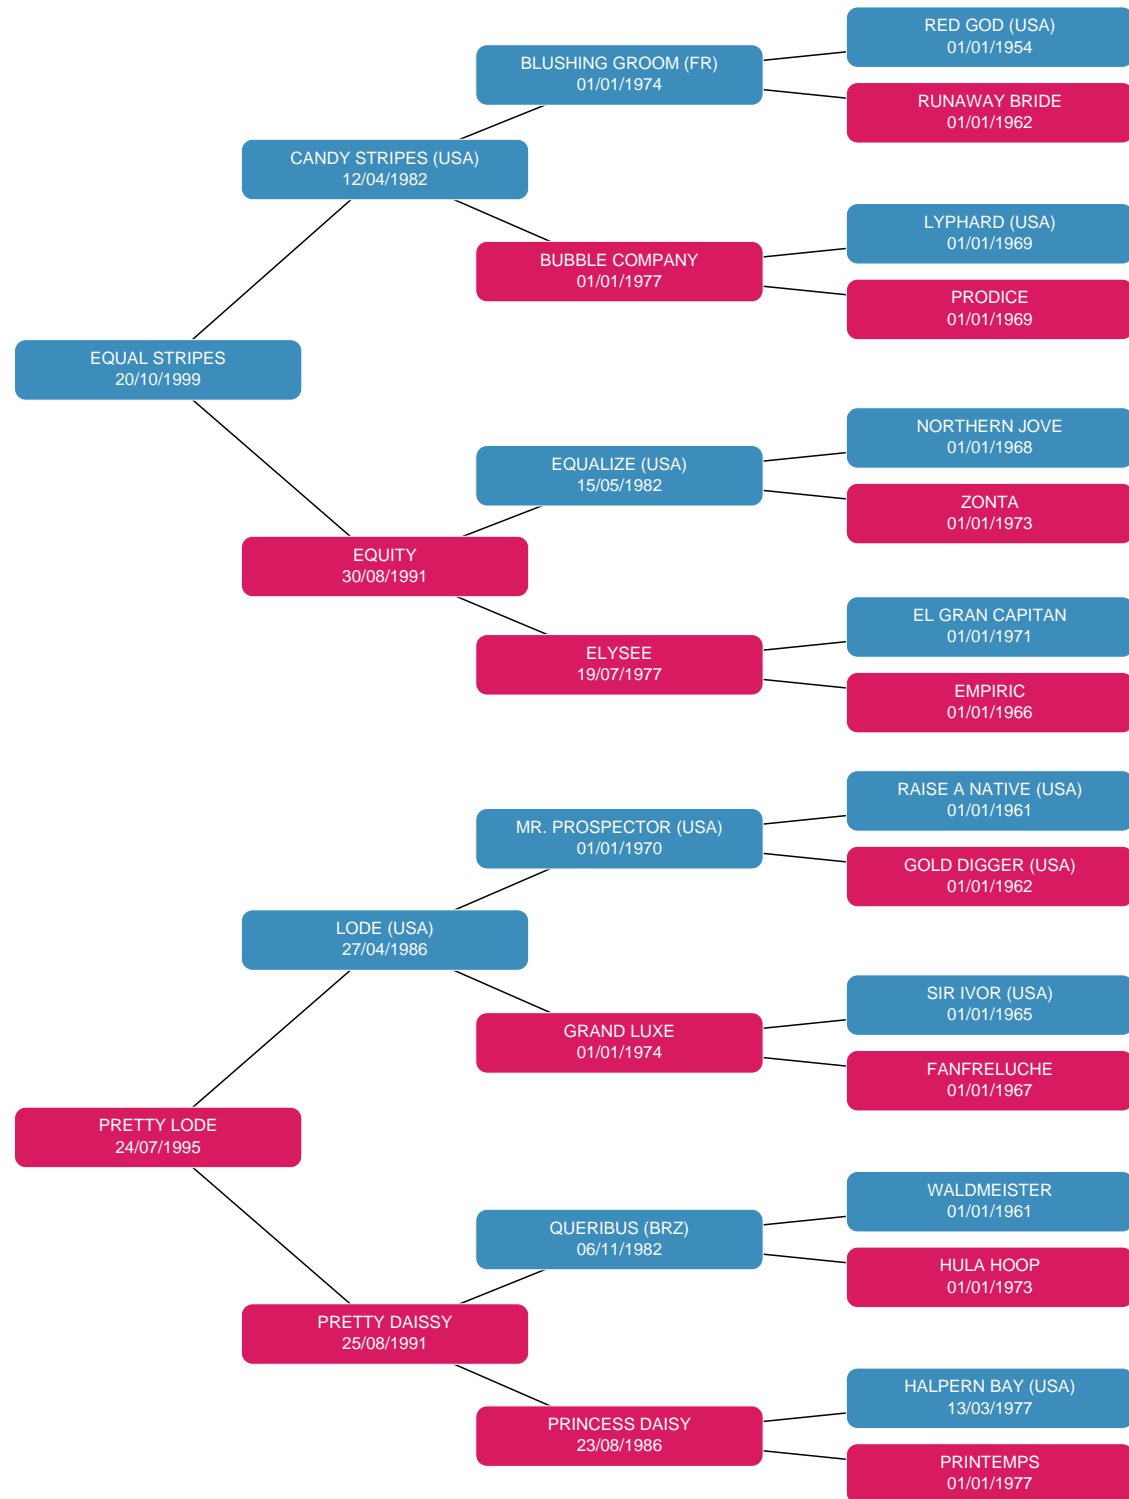 RED GOD (USA)
01/01/1954
BLUSHING GROOM (FR)
01/01/1974
RUNAWAY BRIDE
01/01/1962
CANDY STRIPES (USA)
12/04/1982
LYPHARD (USA)
01/01/1969
BUBBLE COMPANY
01/01/1977
PRODICE
01/01/1969
EQUAL STRIPES
20/10/1999
NORTHERN JOVE
01/01/1968
EQUALIZE (USA)
15/05/1982
ZONTA
01/01/1973
EQUITY
30/08/1991
EL GRAN CAPITAN
01/01/1971
ELYSEE
19/07/1977
EMPIRIC
01/01/1966
RAISE A NATIVE (USA)
01/01/1961
MR. PROSPECTOR (USA)
01/01/1970
GOLD DIGGER (USA)
01/01/1962
LODE (USA)
27/04/1986
SIR IVOR (USA)
01/01/1965
GRAND LUXE
01/01/1974
FANFRELUCHE
01/01/1967
PRETTY LODE
24/07/1995
WALDMEISTER
01/01/1961
QUERIBUS (BRZ)
06/11/1982
HULA HOOP
01/01/1973
PRETTY DAISSY
25/08/1991
HALPERN BAY (USA)
13/03/1977
PRINCESS DAISY
23/08/1986
PRINTEMPS
01/01/1977